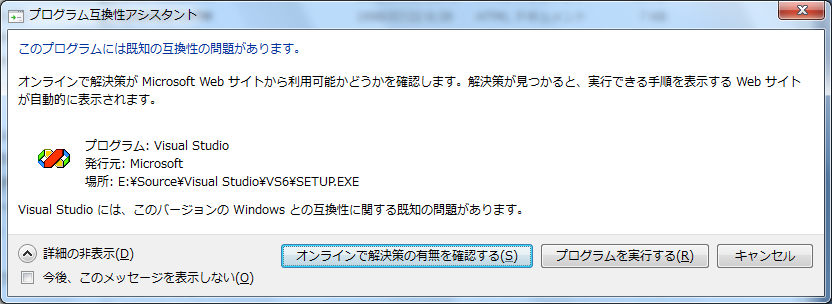 プログラム互換性アシスタント
このプログラムには既知の互換性の問題があります。
オンラインで解決策が Microsoft Web サイトから利用可能かどうかを確認します。解決策が見つかると、実行できる手順を表示する Web サイト
が自動的に表示されます。
プログラム: Visual Studio
発行元: Microsoft
場所: E:¥Source¥Visual Studio¥VS6¥SETUP.EXE
Visual Studio には、このバージョンの Windows との互換性に関する既知の問題があります。
詳細の非表示(D)
オンラインで解決策の有無を確認する(S)
プログラムを実行する(R)
キャンセル
今後、このメッセージを表示しない(O)